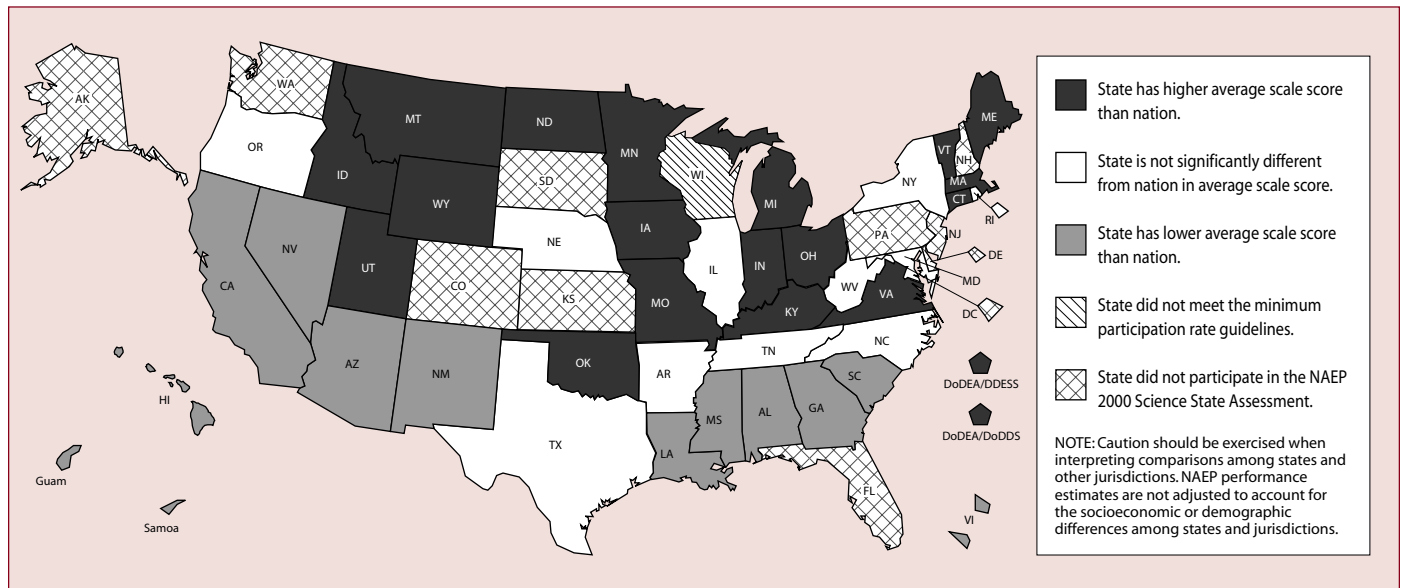 AK
WA
OR
CA
NV
ID
MT
WY
UT
AZ
CO
NM
ND
SD
NE
KS
OK
TX
MN
IA
MO
AR
LA
WI
IL
MI
IN
OH
KY
TN
MS
AL
GA
FL
SC
NC
VA
WV
PA
NY
VT
NH
ME
MA
CT
RI
NJ
DE
MD
DC
HI
Guam
Samoa
VI
DoDEA/DDESS
DoDEA/DoDDS
State has higher average scale score
than nation.
State is not significantly different
from nation in average scale score.
State has lower average scale score
than nation.
State did not meet the minimum
participation rate guidelines.
State did not participate in the NAEP
2000 Science State Assessment.
NOTE: Caution should be exercised when
interpreting comparisons among states and
other jurisdictions. NAEP performance
estimates are not adjusted to account for
the socioeconomic or demographic
differences among states and jurisdictions.